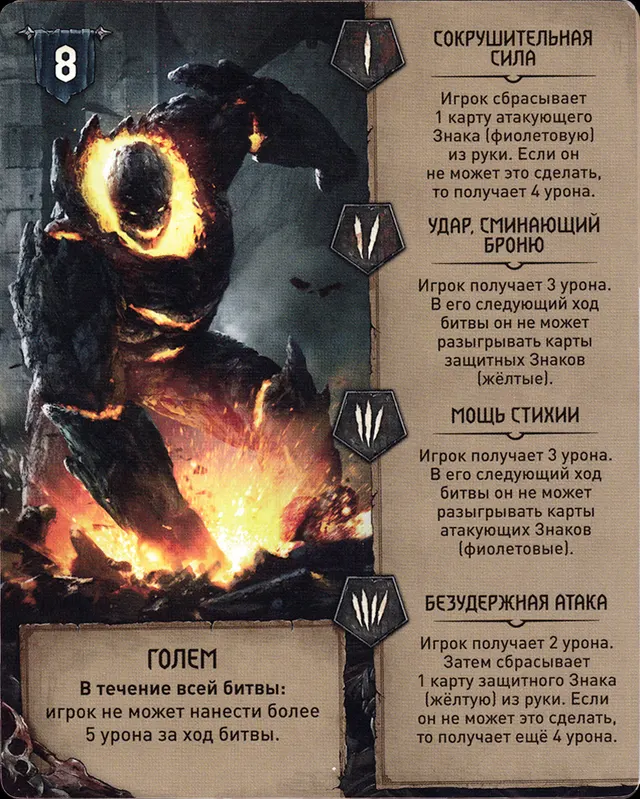 8
СОКРУШИТЕЛЬНАЯ
СИЛА
Игрок сбрасывает
1 карту атакующего
Знака (фиолетовую)
из руки. Если он
не может это сделать,
то получает 4 урона.
УДАР, СМИНАЮЩИЙ
БРОНЮ
Игрок получает 3 урона.
В его следующий ход
битвы он не может
разыгрывать карты
защитных Знаков
(жёлтые).
МОЩЬ СТИХИИ
Игрок получает 3 урона.
В его следующий ход
битвы он не может
разыгрывать карты
атакующих Знаков
(фиолетовые).
БЕЗУДЕРЖНАЯ АТАКА
Игрок получает 2 урона.
Затем сбрасывает
1 карту защитного Знака
(жёлтую) из руки. Если
он не может это сделать,
то получает ещё 4 урона.
ГОЛЕМ
В течение всей битвы:
игрок не может нанести более
5 урона за ход битвы.